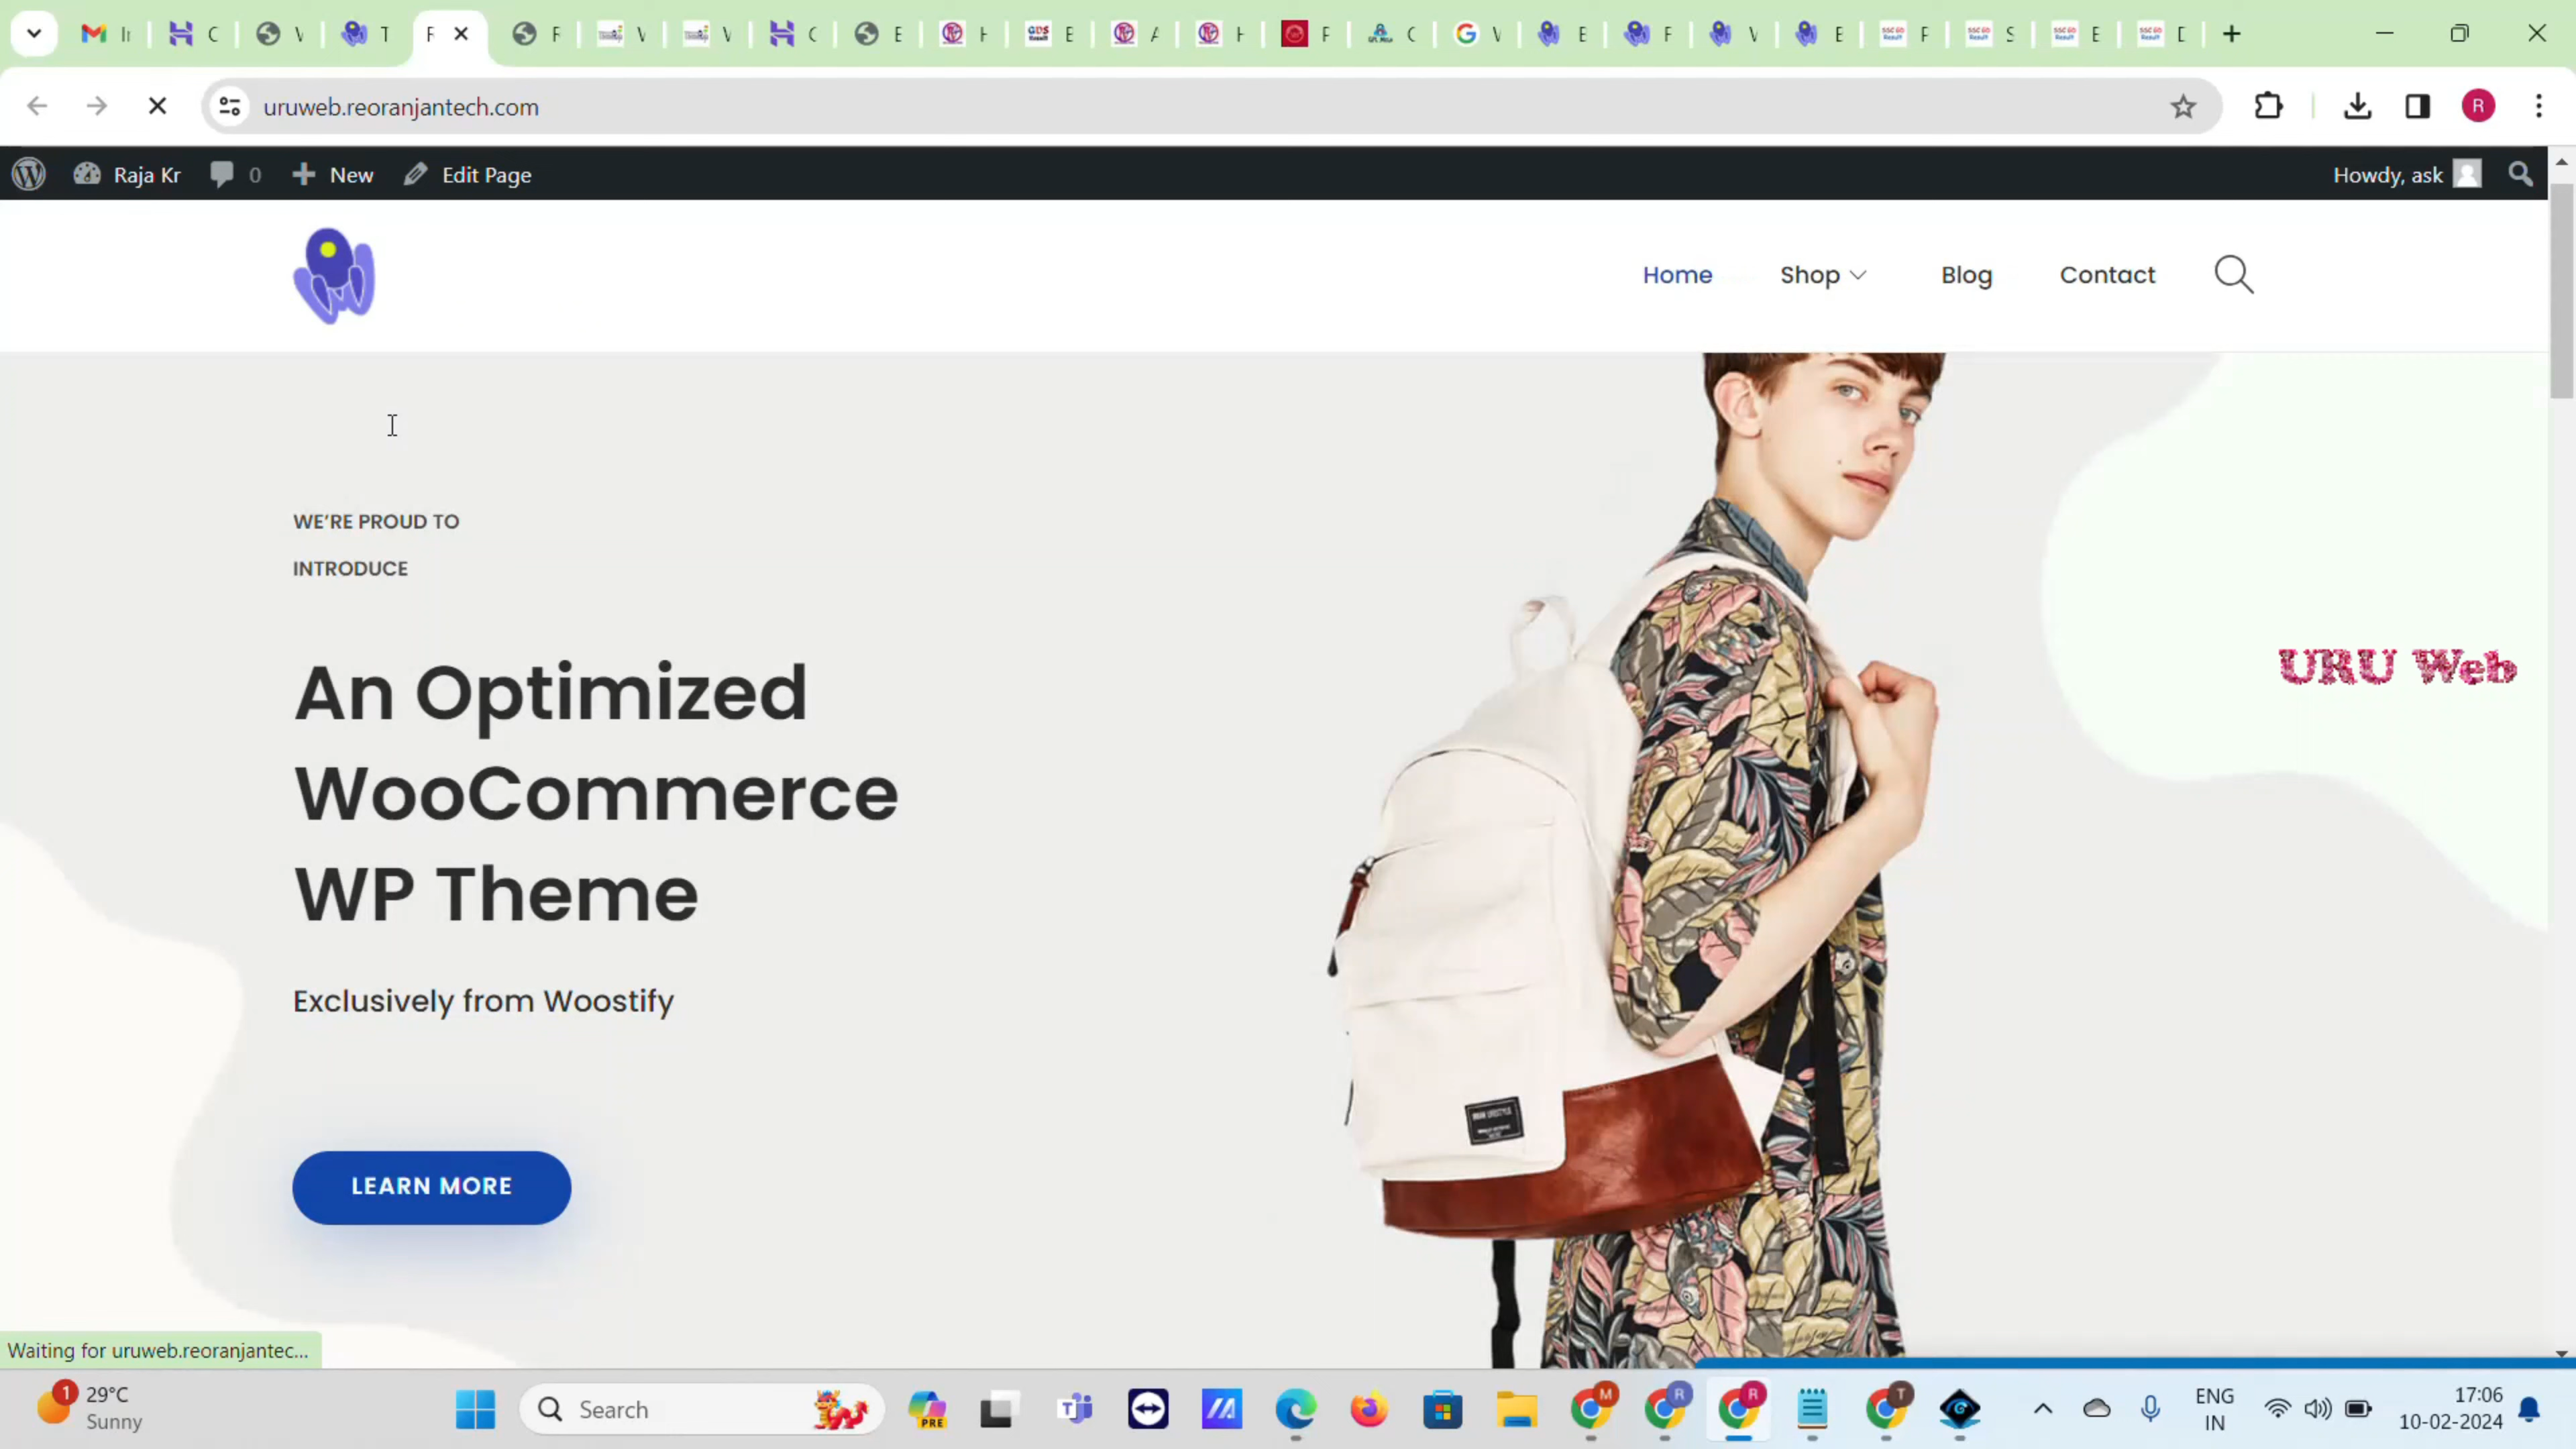 uruweb.reoranjantech.com
Raja Kr 0 New Edit Page Howdy, ask
Home Shop Blog Contact
WE'RE PROUD TO
INTRODUCE
An Optimized
WooCommerce
WP Theme
Exclusively from Woostify
LEARN MORE
URU Web
Waiting for uruweb.reoranjantec...
1 29°C
Sunny
Search
PRE
M R R T
ENG
IN
17:06
10-02-2024